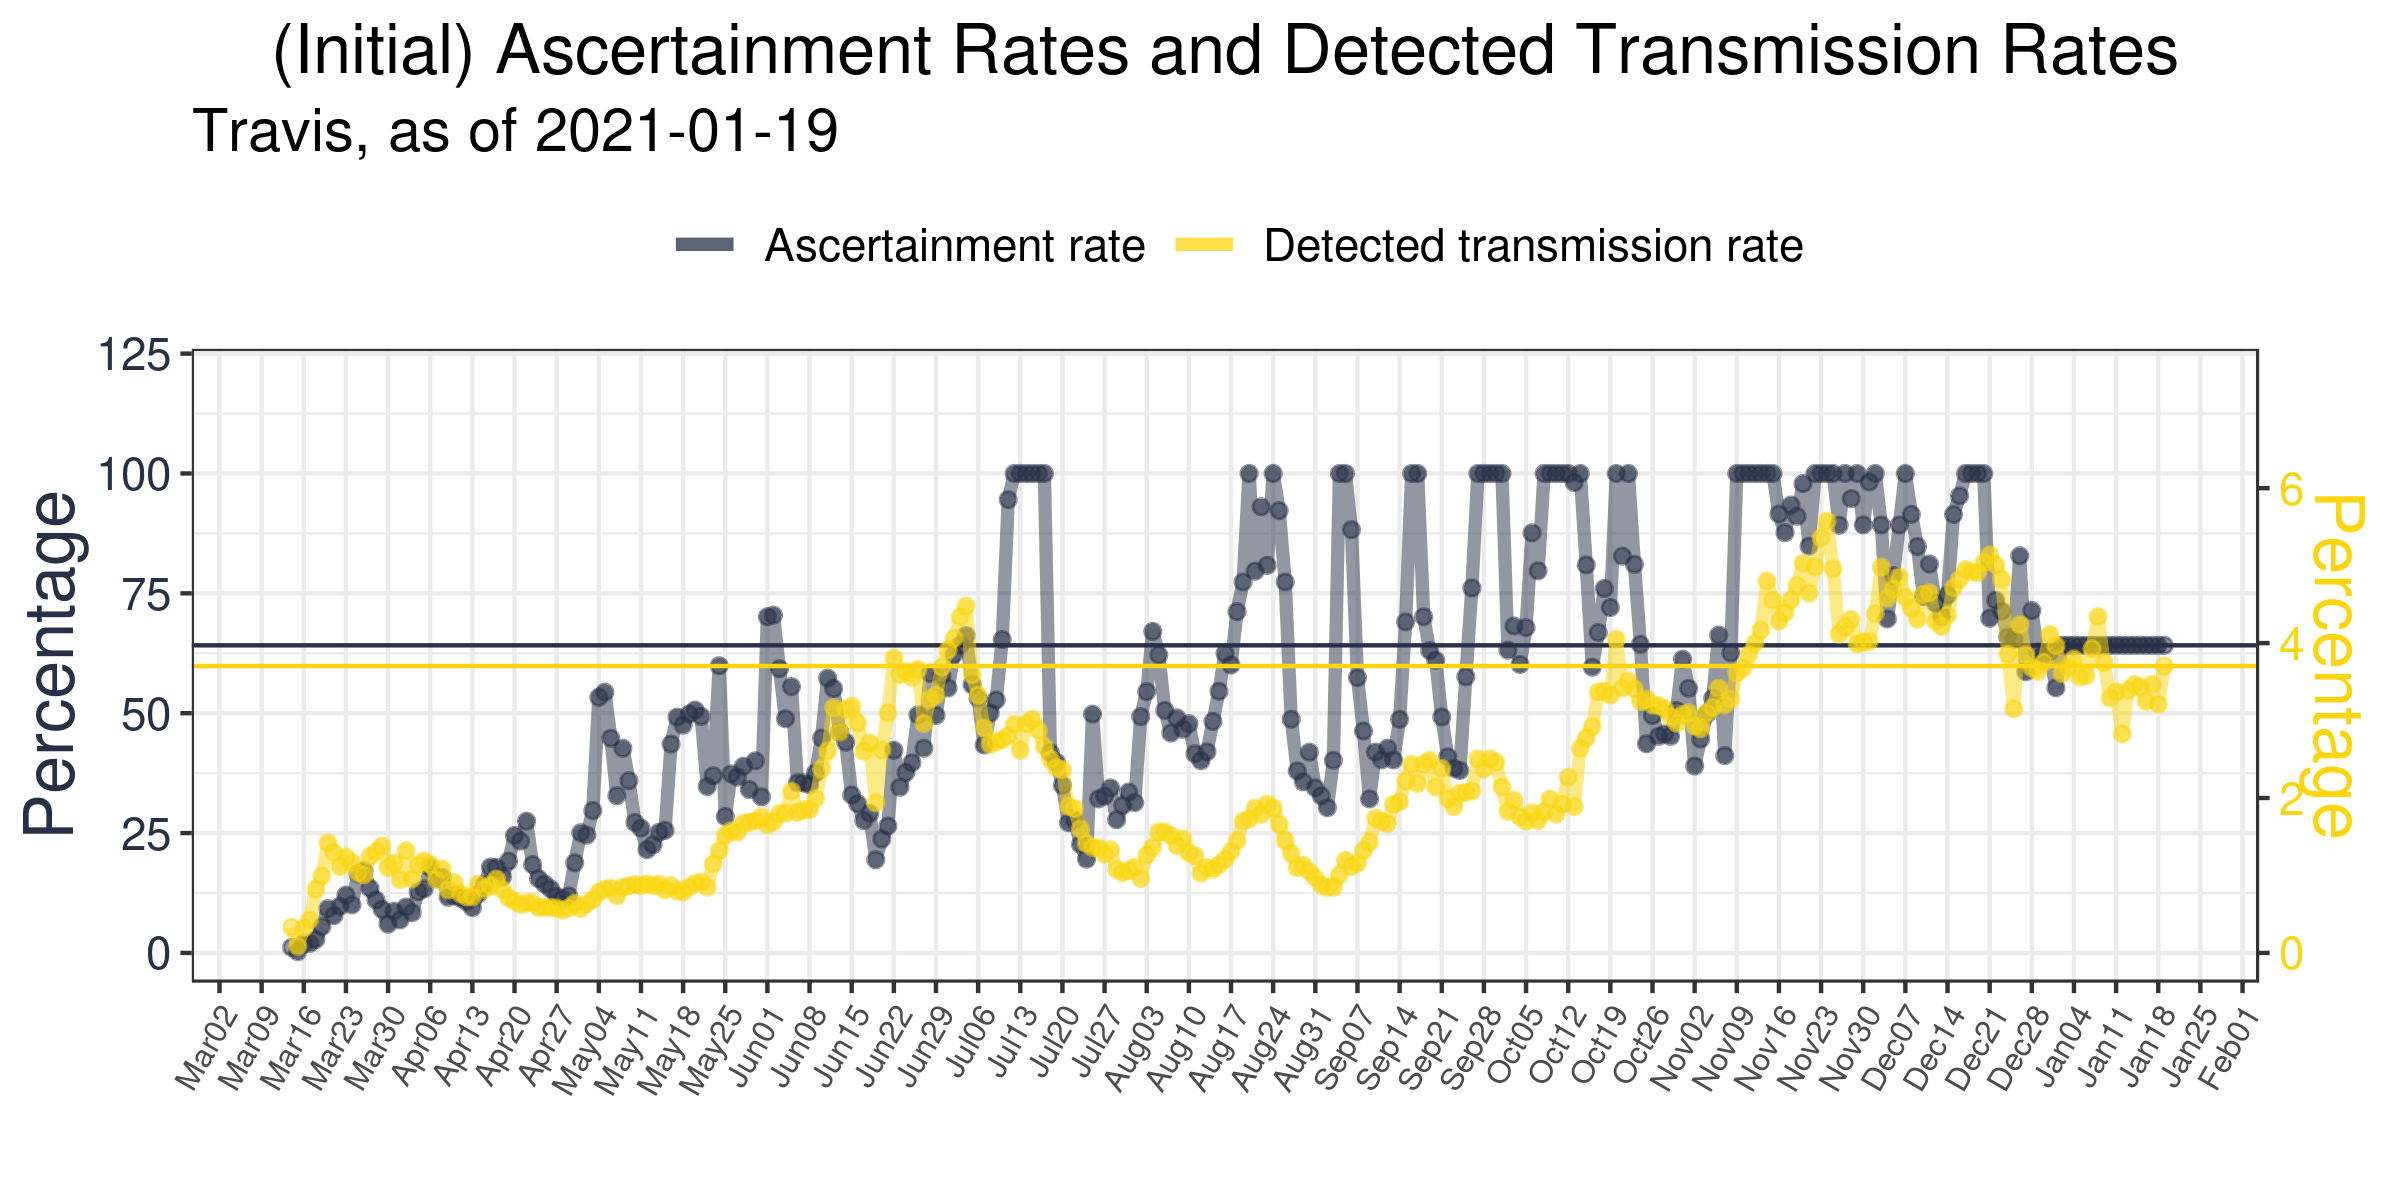 (Initial) Ascertainment Rates and Detected Transmission Rates
Travis, as of 2021-01-19
Ascertainment rate
Detected transmission rate
Percentage
125
100
75
50
25
0
6
4
2
0
Percentage
Mar02
Mar09
Mar16
Mar23
Mar30
Apr06
Apr13
Apr20
Apr27
May04
May11
May18
May25
Jun01
Jun08
Jun15
Jun22
Jun29
Jul06
Jul13
Jul20
Jul27
Aug03
Aug10
Aug17
Aug24
Aug31
Sep07
Sep14
Sep21
Sep28
Oct05
Oct12
Oct19
Oct26
Nov02
Nov09
Nov16
Nov23
Nov30
Dec07
Dec14
Dec21
Dec28
Jan04
Jan11
Jan18
Jan25
Feb01